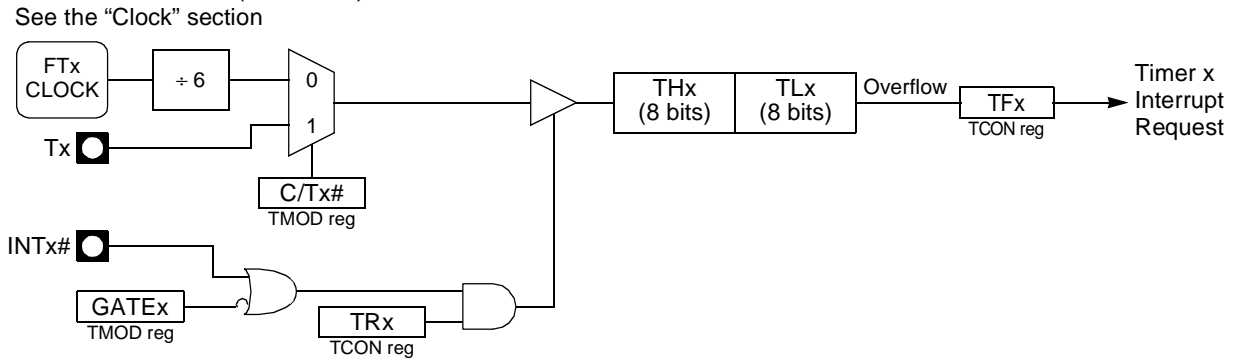 See the “Clock” section
FTx
CLOCK
÷ 6
0
1
Tx
C/Tx#
TMOD reg
INTx#
GATEx
TMOD reg
TRx
TCON reg
THx
(8 bits)
TLx
(8 bits)
Overflow
TFx
TCON reg
Timer x
Interrupt
Request